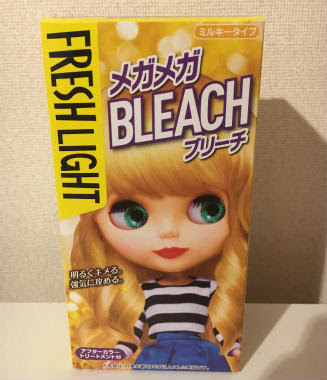 FRESHLIGHT
ミルキータイプ
メガメガ
BLEACH
ブリーチ
明るくキメる。
強気に攻める。
アフターカラー
トリートメント付